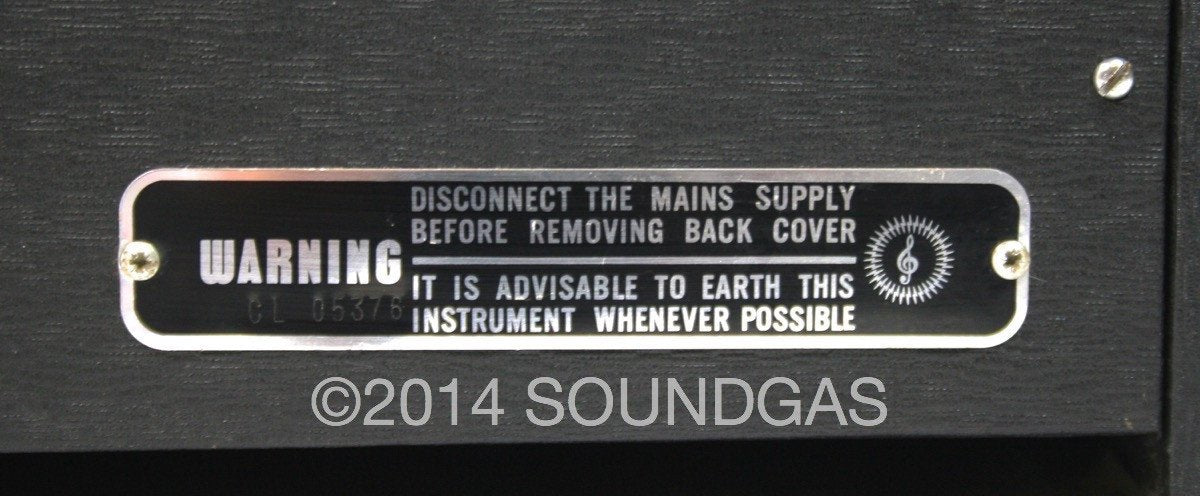 WARNING
CL 05376
DISCONNECT THE MAINS SUPPLY
BEFORE REMOVING BACK COVER
IT IS ADVISABLE TO EARTH THIS
INSTRUMENT WHENEVER POSSIBLE
©2014 SOUNDGAS